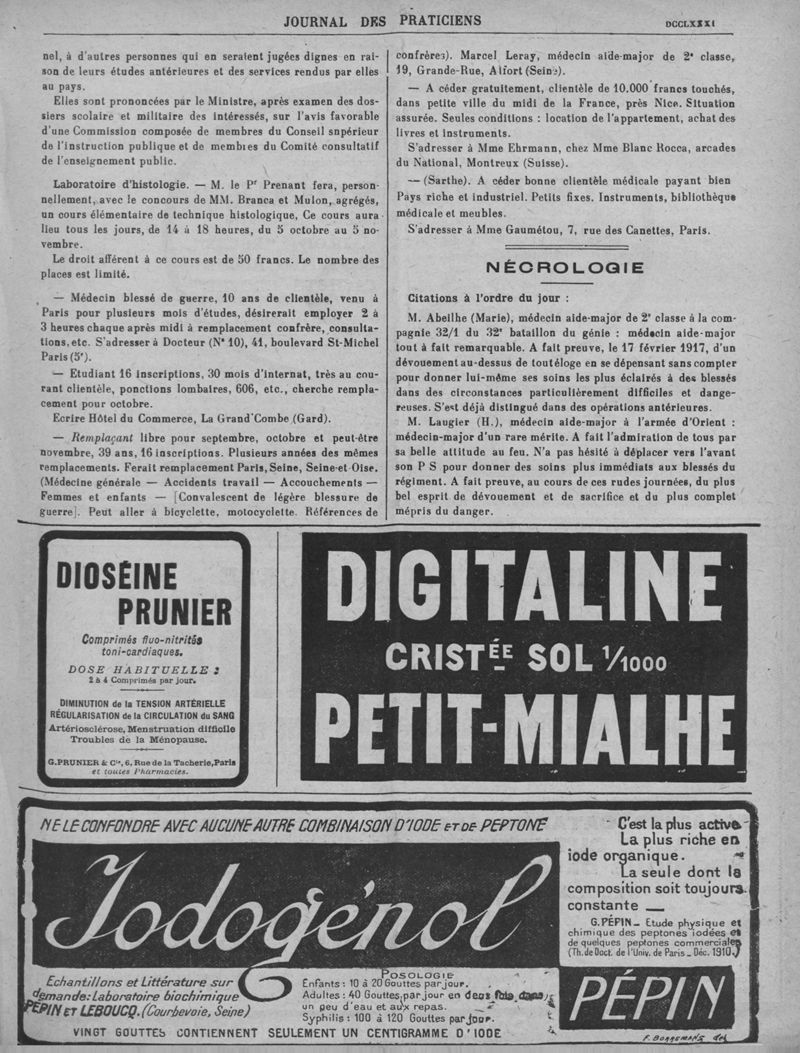 JOURNAL DES PRATICIENS
DCCLXXXI
nel, à d'autres personnes qui en seraient jugées dignes en rai-
son de leurs études antérieures et des services rendus par elles
au pays.
Elles sont prononcées par le Ministre, après examen des dos-
siers scolaire et militaire des intéressés, sur l'avis favorable
d'une Commission composée de membres du Conseil snpérieur
de l'instruction publique et de membres du Comité consultatif
de l'enseignement public.
Laboratoire d'histologie. — M. le Pr Prenant fera, person-
nellement, avec le concours de MM. Branca et Mulon, agrégés,
un cours élémentaire de technique histologique, Ce cours aura
lieu tous les jours, de 14 à 18 heures, du 5 octobre au 5 no-
vembre.
Le droit afférent à ce cours est de 50 francs. Le nombre des
places est limité.
— Médecin blessé de guerre, 10 ans de clientèle, venu à
Paris pour plusieurs mois d'études, désirerait employer 2 à
3 heures chaque après midi à remplacement confrère, consulta-
tions, etc. S'adresser à Docteur (N° 10), 41, boulevard St-Michel
Paris (5e).
— Etudiant 16 inscriptions, 30 mois d'internat, très au cou-
rant clientèle, ponctions lombaires, 606, etc., cherche rempla-
cement pour octobre.
Ecrire Hôtel du Commerce, La Grand'Combe (Gard).
— Remplaçant libre pour septembre, octobre et peut-être
novembre, 39 ans, 16 inscriptions. Plusieurs années des mêmes
remplacements. Ferait remplacement Paris, Seine, Seine-et-Oise.
(Médecine générale — Accidents travail — Accouchements —
Femmes et enfants — [Convalescent de légère blessure de
guerre]. Peut aller à bicyclette, motocyclette. Références de
confrères). Marcel Leray, médecin aide-major de 2e classe,
19, Grande-Rue, Alfort (Seine).
— A céder gratuitement, clientèle de 10.000 francs touchés,
dans petite ville du midi de la France, près Nice. Situation
assurée. Seules conditions : location de l'appartement, achat des
livres et instruments.
S'adresser à Mme Ehrmann, chez Mme Blanc Rocca, arcades
du National, Montreux (Suisse).
— (Sarthe). A céder bonne clientèle médicale payant bien
Pays riche et industriel. Petits fixes. Instruments, bibliothèque
médicale et meubles.
S'adresser à Mme Gaumétou, 7, rue des Canettes, Paris.
NÉCROLOGIE
Citations à l'ordre du jour :
M. Abeilhe (Marie), médecin aide-major de 2e classe à la com-
pagnie 32/1 du 32e bataillon du génie : médecin aide-major
tout à fait remarquable. A fait preuve, le 17 février 1917, d'un
dévouement au-dessus de toutéloge en se dépensant sans compter
pour donner lui-même ses soins les plus éclairés à des blessés
dans des circonstances particulièrement difficiles et dange-
reuses. S'est déjà distingué dans des opérations antérieures.
M. Laugier (H.), médecin aide-major à l'armée d'Orient :
médecin-major d'un rare mérite. A fait l'admiration de tous par
sa belle attitude au feu. N'a pas hésité à déplacer vers l'avant
son P S pour donner des soins plus immédiats aux blessés du
régiment. A fait preuve, au cours de ces rudes journées, du plus
bel esprit de dévouement et de sacrifice et du plus complet
mépris du danger.
DIOSÉINE
PRUNIER
Comprimés fluo-nitrités
toni-cardiaques.
DOSE HABITUELLE :
2 à 4 Comprimés par jour.
DIMINUTION de la TENSION ARTÉRIELLE
RÉGULARISATION de la CIRCULATION du SANG
Artériosclérose, Menstruation difficile
Troubles de la Ménopause.
G. PRUNIER & Cie, 6, Rue de la Tacherie, Paris
et toutes Pharmacies.
DIGITALINE
CRISTÉE SOL 1/1000
PETIT-MIALHE
NE LE CONFONDRE AVEC AUCUNE AUTRE COMBINAISON D'IODE ET DE PEPTONE
Iodogénol
C'est la plus active
La plus riche en
iode organique.
La seule dont la
composition soit toujours
constante —
G. PÉPIN_ Etude physique et
chimique des peptones iodées et
de quelques peptones commerciales
(Th. de Doct. de l'Univ. de Paris _ Déc. 1910.)
Echantillons et Littérature sur
demande: Laboratoire biochimique
PEPIN ET LEBOUCQ. (Courbevoie, Seine)
POSOLOGIE
Enfants : 10 à 20 Gouttes par jour.
Adultes : 40 Gouttes, par jour en deux fois dans
un peu d'eau et aux repas.
Syphilis : 100 à 120 Gouttes par jour.
PÉPIN
VINGT GOUTTES CONTIENNENT SEULEMENT UN CENTIGRAMME D'IODE